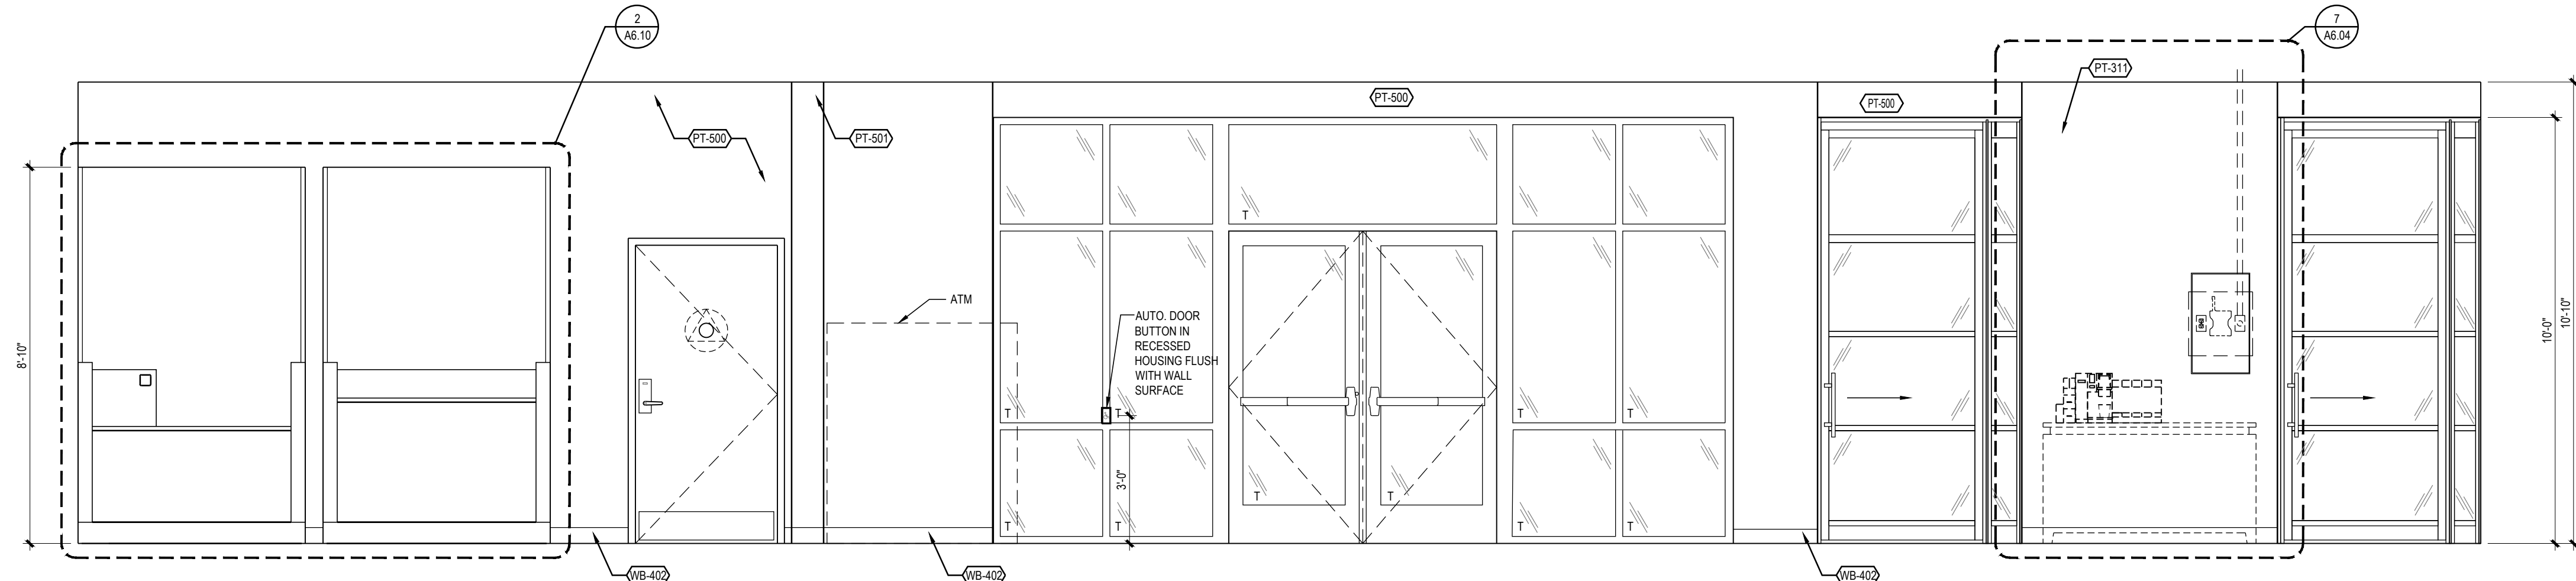 2
A6.10
7
A6.04
PT-311
PT-500
PT-500
PT-500
PT-501
8'-10"
10'-0"
10'-10"
ATM
AUTO. DOOR
BUTTON IN
RECESSED
HOUSING FLUSH
WITH WALL
SURFACE
T
T
T
T
T
3'-0"
T
T
T
T
T
T
T
WB-402
WB-402
WB-402